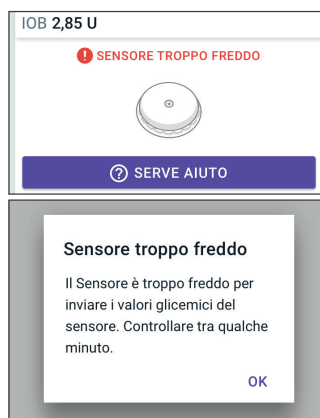 IOB 2,85 U
SENSORE TROPPO FREDDO
SERVE AIUTO
Sensore troppo freddo
Il Sensore è troppo freddo per
inviare i valori glicemici del
sensore. Controllare tra qualche
minuto.
OK